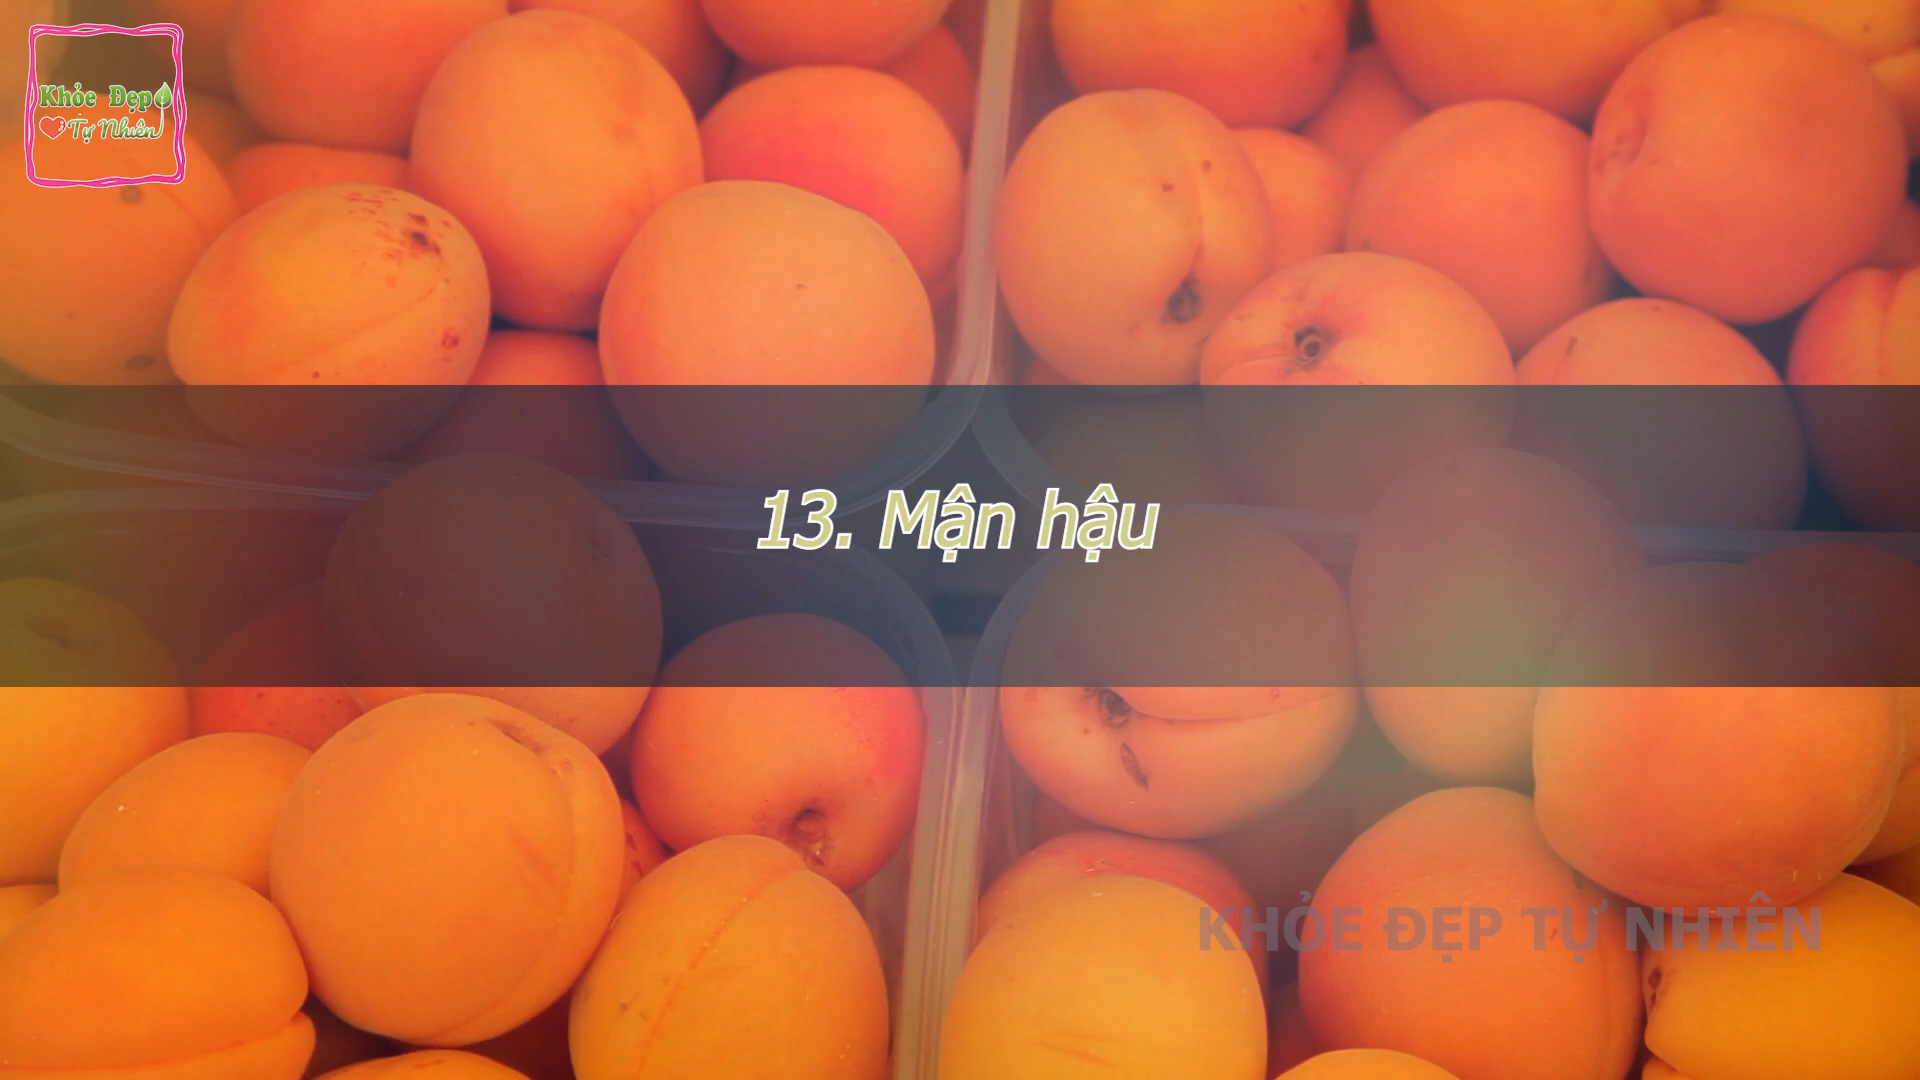 Khỏe Đẹp
Tự Nhiên
13. Mận hậu
KHỎE ĐẸP TỰ NHIÊN